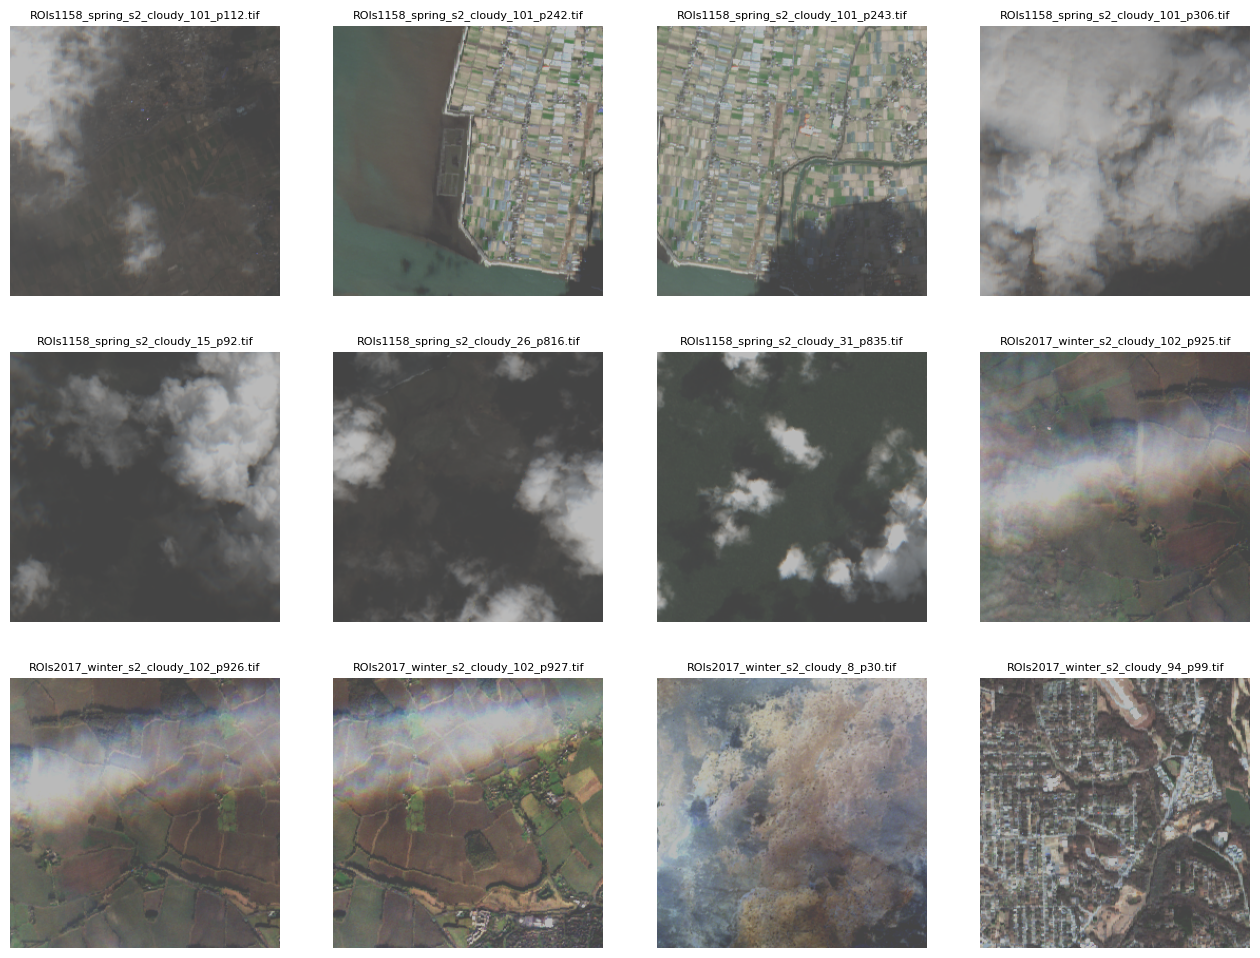 ROIs1158_spring_s2_cloudy_101_p112.tif
ROIs1158_spring_s2_cloudy_101_p242.tif
ROIs1158_spring_s2_cloudy_101_p243.tif
ROIs1158_spring_s2_cloudy_101_p306.tif
ROIs1158_spring_s2_cloudy_15_p92.tif
ROIs1158_spring_s2_cloudy_26_p816.tif
ROIs1158_spring_s2_cloudy_31_p835.tif
ROIs2017_winter_s2_cloudy_102_p925.tif
ROIs2017_winter_s2_cloudy_102_p926.tif
ROIs2017_winter_s2_cloudy_102_p927.tif
ROIs2017_winter_s2_cloudy_8_p30.tif
ROIs2017_winter_s2_cloudy_94_p99.tif